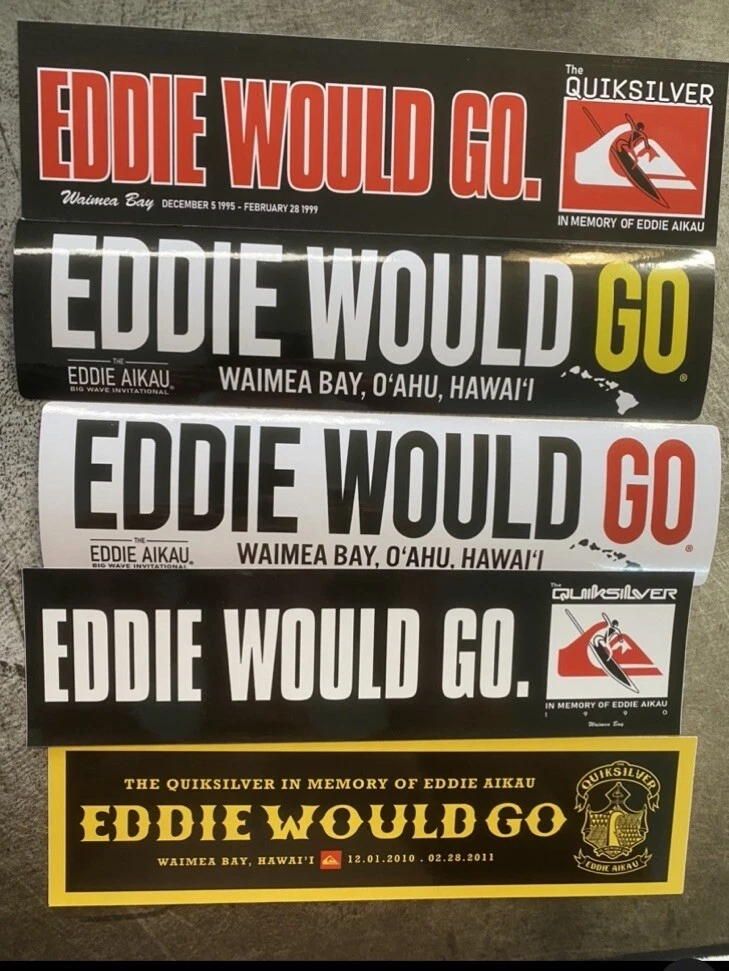 The
QUIKSILVER
EDDIE WOULD GO.
Waimea Bay DECEMBER 5 1995 - FEBRUARY 28 1999
IN MEMORY OF EDDIE AIKAU
EDDIE WOULD GO®
THE
EDDIE AIKAU
BIG WAVE INVITATIONAL®
WAIMEA BAY, OʻAHU, HAWAIʻI
EDDIE WOULD GO®
THE
EDDIE AIKAU
BIG WAVE INVITATIONAL®
WAIMEA BAY, OʻAHU, HAWAIʻI
The
QUIKSILVER
EDDIE WOULD GO.
IN MEMORY OF EDDIE AIKAU
1 9 9 0
Waimea Bay
THE QUIKSILVER IN MEMORY OF EDDIE AIKAU
EDDIE WOULD GO
WAIMEA BAY, HAWAI'I 12.01.2010 . 02.28.2011
QUIKSILVER
EDDIE AIKAU